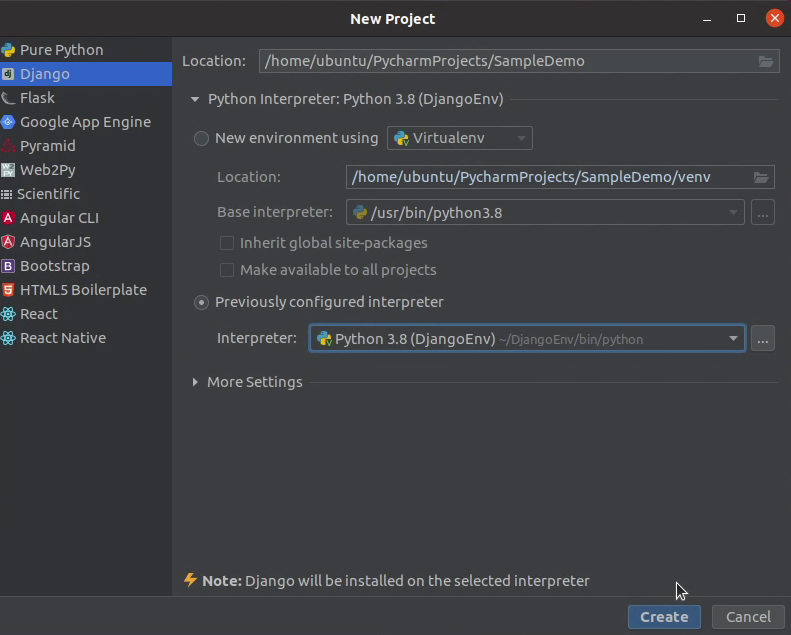 New Project
Pure Python
Django
Flask
Google App Engine
Pyramid
Web2Py
Scientific
Angular CLI
AngularJS
Bootstrap
HTML5 Boilerplate
React
React Native
Location: /home/ubuntu/PycharmProjects/SampleDemo
Python Interpreter: Python 3.8 (DjangoEnv)
New environment using Virtualenv
Location: /home/ubuntu/PycharmProjects/SampleDemo/venv
Base interpreter: /usr/bin/python3.8 ...
Inherit global site-packages
Make available to all projects
Previously configured interpreter
Interpreter: Python 3.8 (DjangoEnv) ~/DjangoEnv/bin/python ...
More Settings
Note: Django will be installed on the selected interpreter
Create Cancel